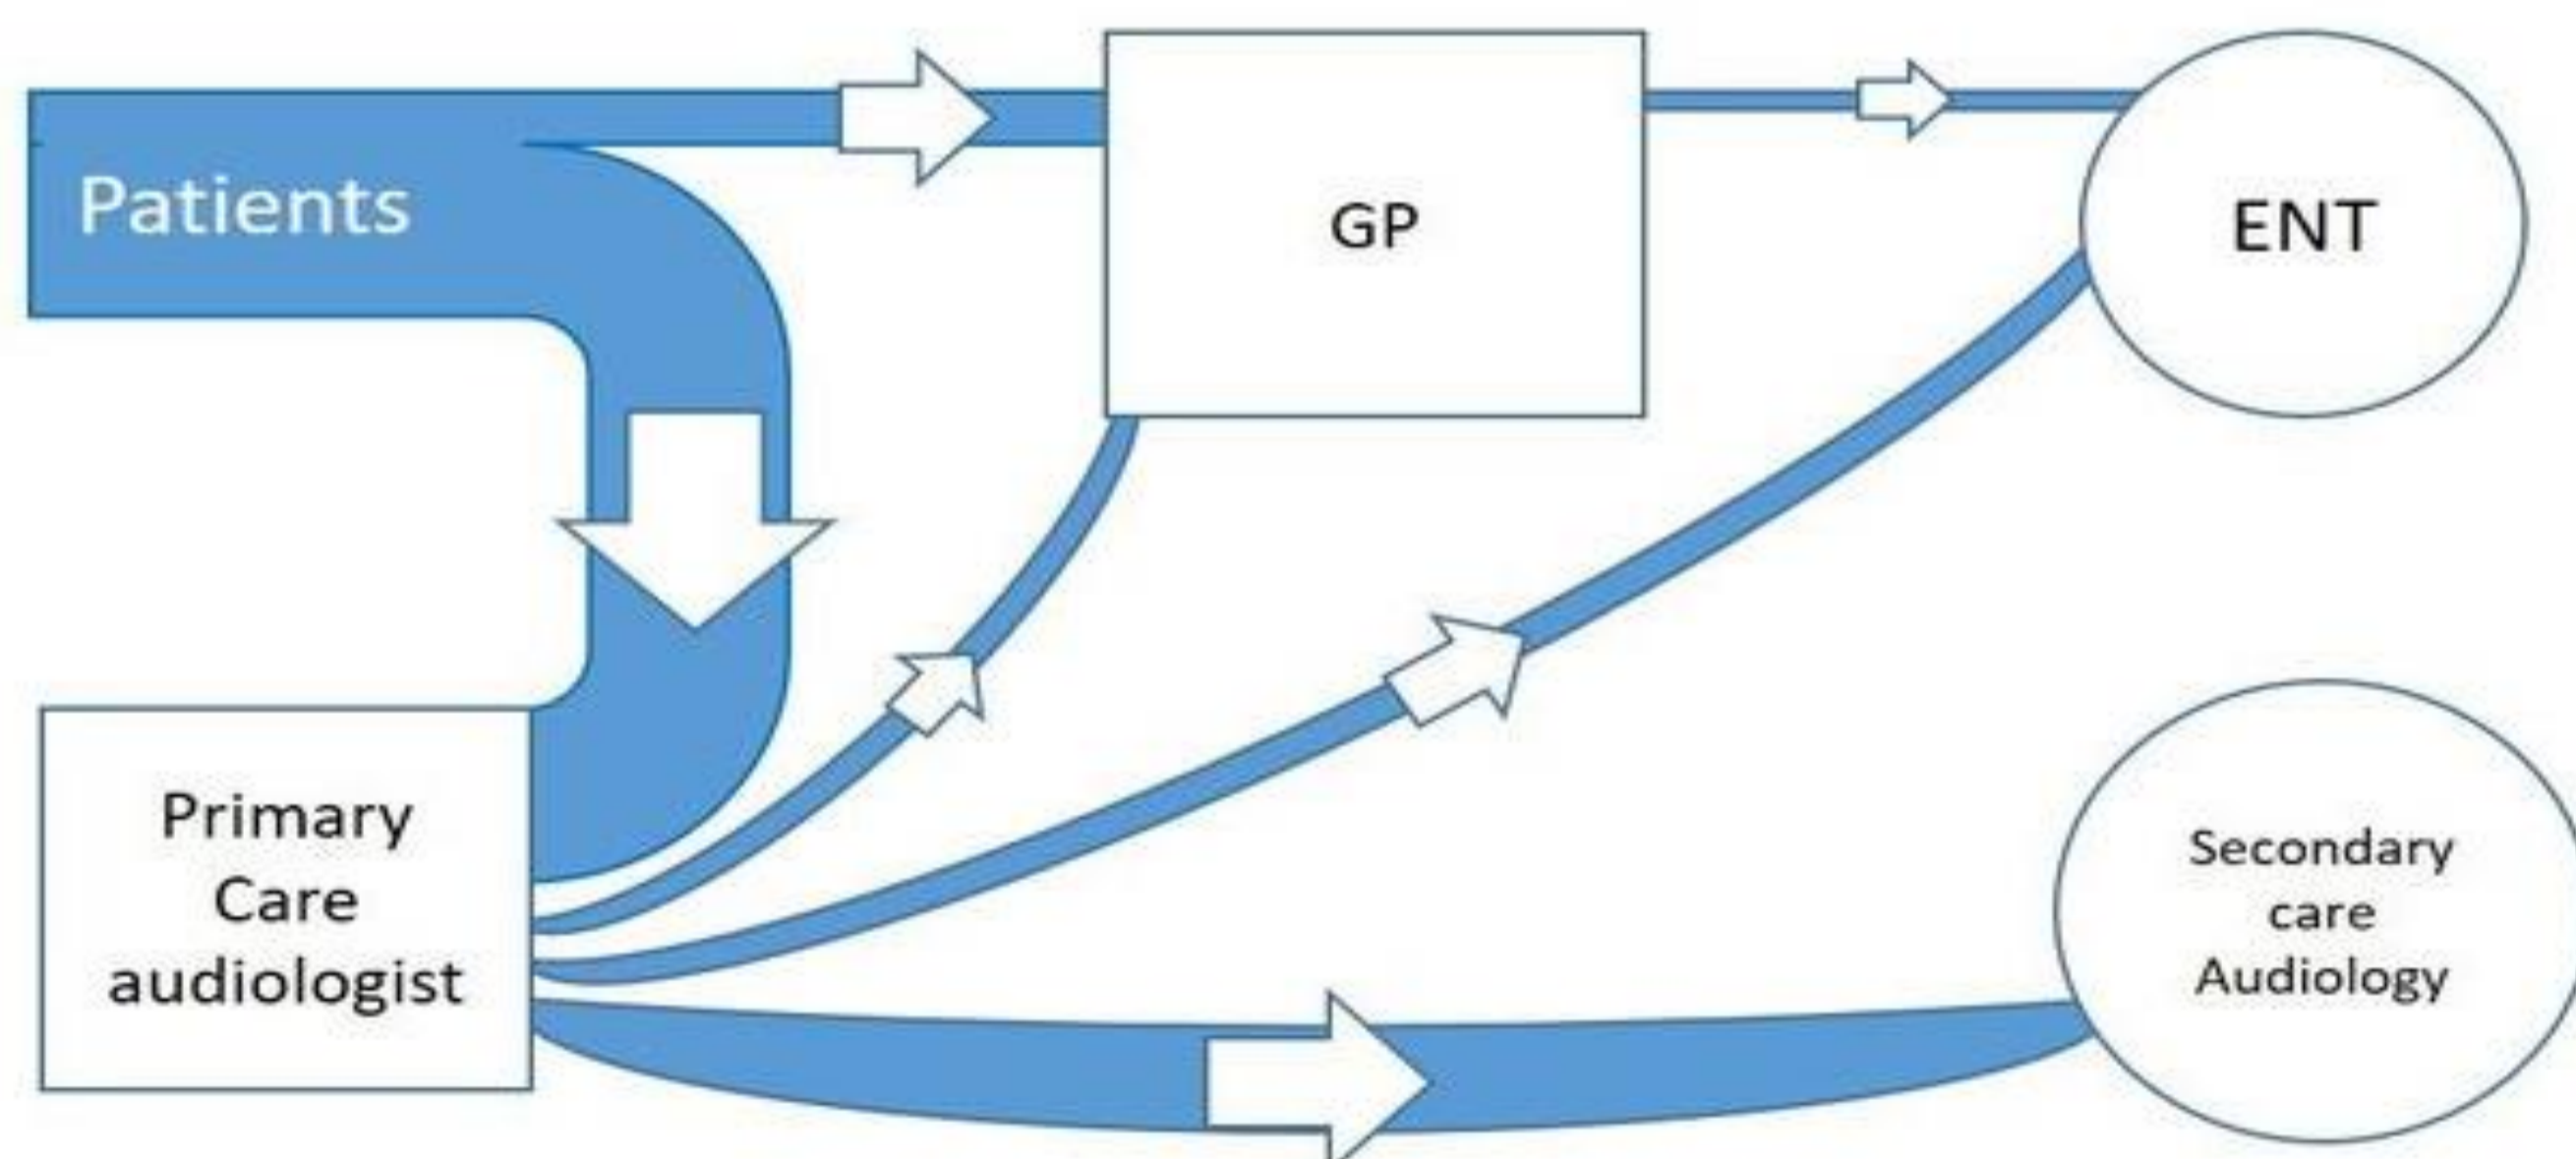 Patients
GP
ENT
Primary
Care
audiologist
Secondary
care
Audiology